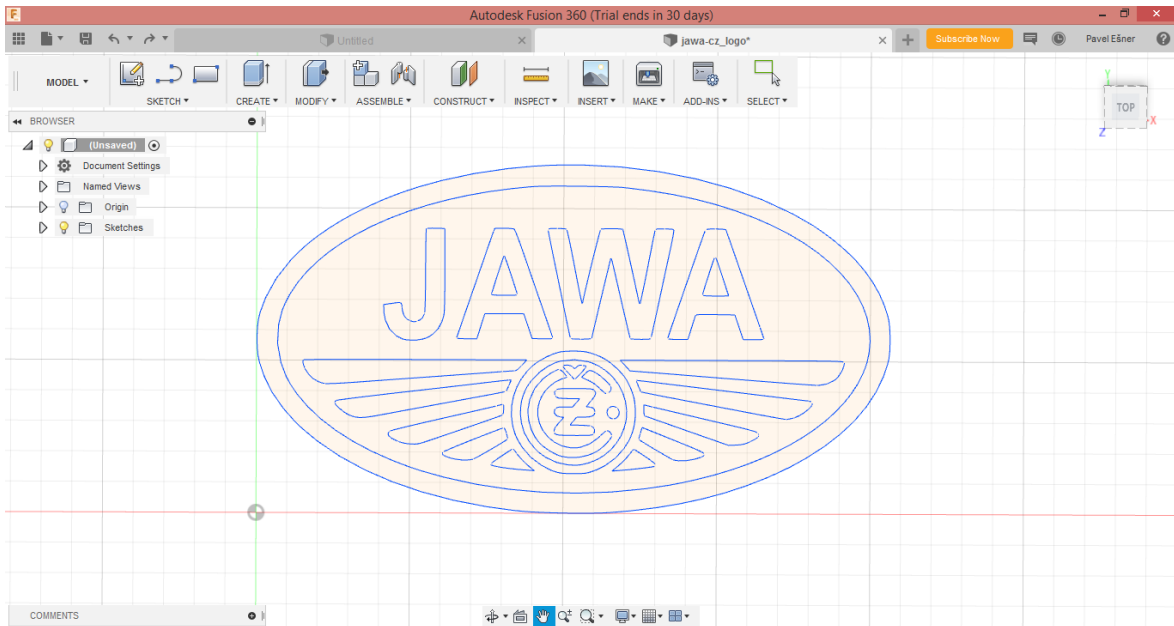 Autodesk Fusion 360 (Trial ends in 30 days)
Untitled
jawa-cz_logo*
Subscribe Now
Pavel Ešner
MODEL
SKETCH
CREATE
MODIFY
ASSEMBLE
CONSTRUCT
INSPECT
INSERT
MAKE
ADD-INS
SELECT
BROWSER
(Unsaved)
Document Settings
Named Views
Origin
Sketches
TOP
Y
X
Z
JAWA
ČZ
COMMENTS